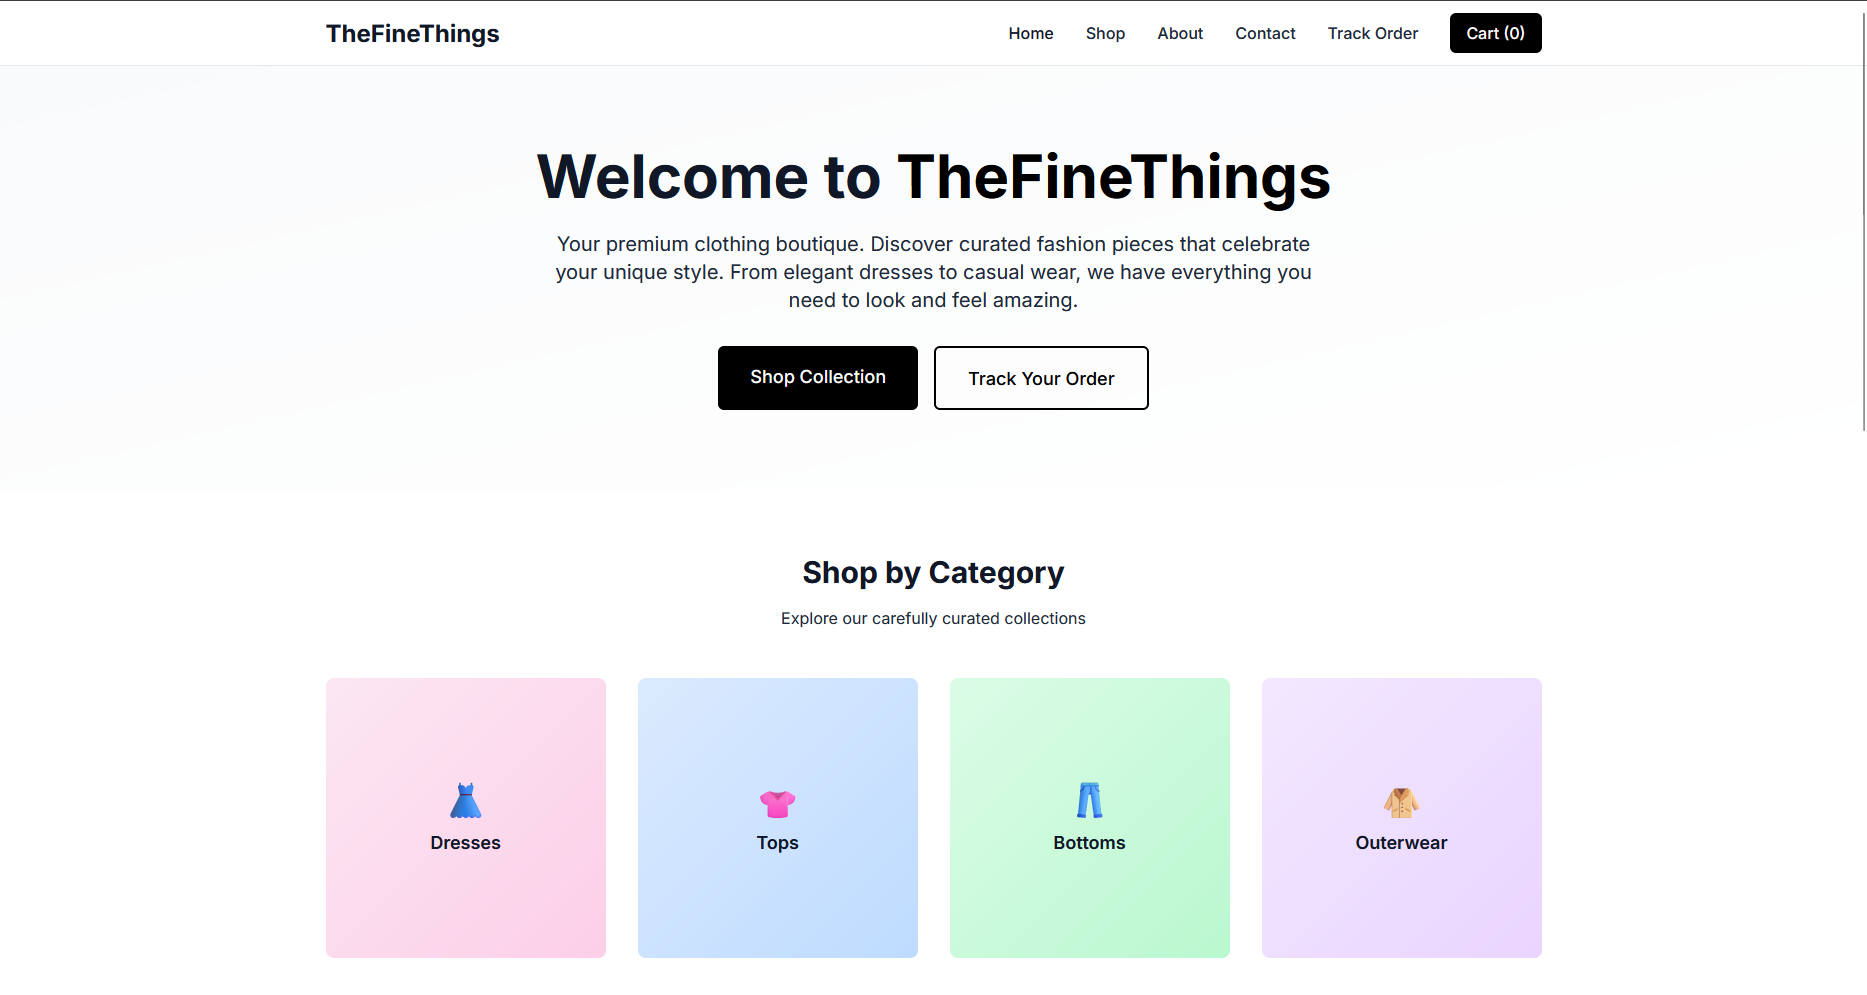 TheFineThings
Home
Shop
About
Contact
Track Order
Cart (0)
Welcome to TheFineThings
Your premium clothing boutique. Discover curated fashion pieces that celebrate
your unique style. From elegant dresses to casual wear, we have everything you
need to look and feel amazing.
Shop Collection
Track Your Order
Shop by Category
Explore our carefully curated collections
Dresses
Tops
Bottoms
Outerwear